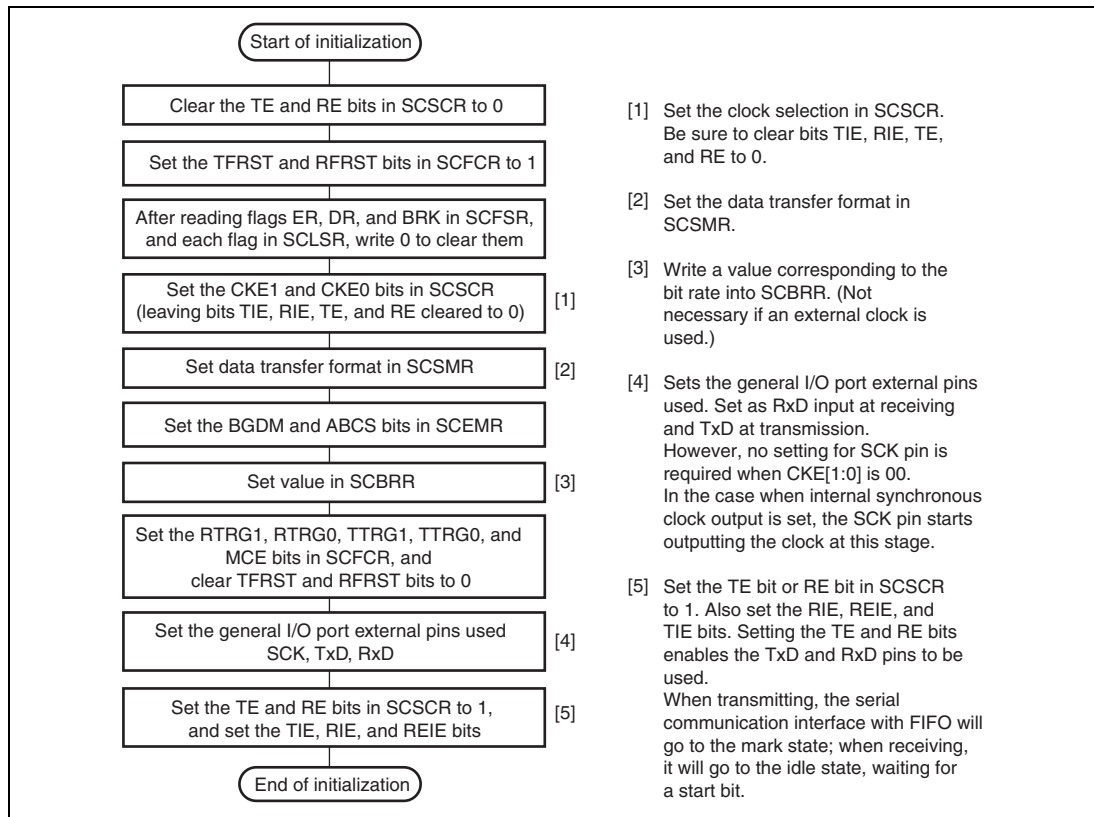 Start of initialization
Clear the TE and RE bits in SCSCR to 0
Set the TFRST and RFRST bits in SCFCR to 1
After reading flags ER, DR, and BRK in SCFSR,
and each flag in SCLSR, write 0 to clear them
Set the CKE1 and CKE0 bits in SCSCR
(leaving bits TIE, RIE, TE, and RE cleared to 0)
[1]
Set data transfer format in SCSMR
[2]
Set the BGDM and ABCS bits in SCEMR
Set value in SCBRR
[3]
Set the RTRG1, RTRG0, TTRG1, TTRG0, and
MCE bits in SCFCR, and
clear TFRST and RFRST bits to 0
Set the general I/O port external pins used
SCK, TxD, RxD
[4]
Set the TE and RE bits in SCSCR to 1,
and set the TIE, RIE, and REIE bits
[5]
End of initialization
[1] Set the clock selection in SCSCR.
Be sure to clear bits TIE, RIE, TE,
and RE to 0.
[2] Set the data transfer format in
SCSMR.
[3] Write a value corresponding to the
bit rate into SCBRR. (Not
necessary if an external clock is
used.)
[4] Sets the general I/O port external pins
used. Set as RxD input at receiving
and TxD at transmission.
However, no setting for SCK pin is
required when CKE[1:0] is 00.
In the case when internal synchronous
clock output is set, the SCK pin starts
outputting the clock at this stage.
[5] Set the TE bit or RE bit in SCSCR
to 1. Also set the RIE, REIE, and
TIE bits. Setting the TE and RE bits
enables the TxD and RxD pins to be
used.
When transmitting, the serial
communication interface with FIFO will
go to the mark state; when receiving,
it will go to the idle state, waiting for
a start bit.